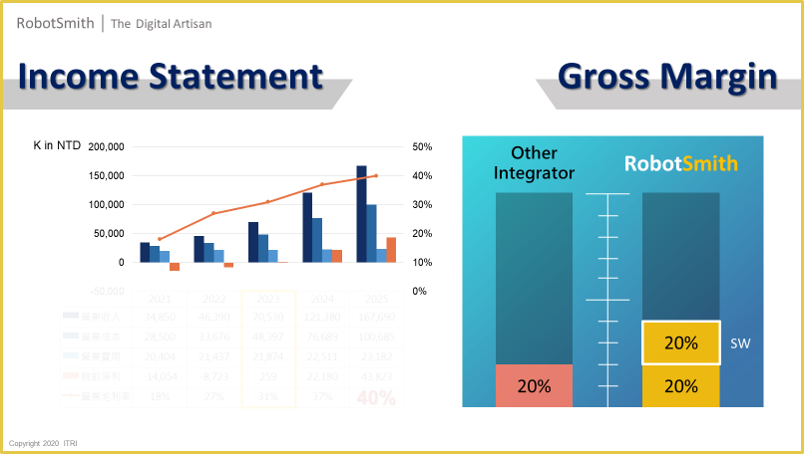 RobotSmith | The Digital Artisan
Income Statement
Gross Margin
K in NTD
200,000
150,000
100,000
50,000
0
-50,000
50%
40%
30%
20%
10%
0%
2021 2022 2023 2024 2025
營業收入 34,850 46,390 70,530 121,380 167,690
營業成本 28,500 33,676 48,397 76,689 100,685
營業費用 20,404 21,437 21,874 22,511 23,182
稅前淨利 -14,054 -8,723 259 22,180 43,823
營業毛利率 18% 27% 31% 37% 40%
Other
Integrator
RobotSmith
20%
20%
SW
20%
Copyright 2020 ITRI